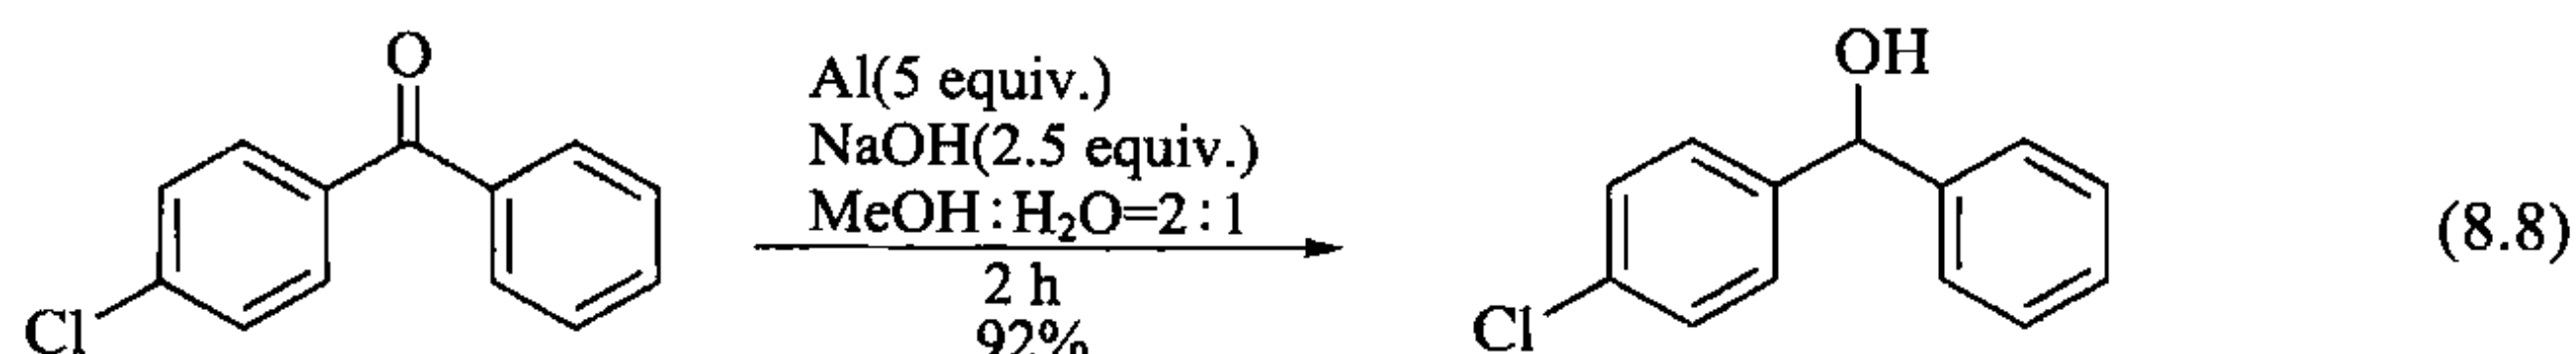 O
OH
Al(5 equiv.)
NaOH(2.5 equiv.)
MeOH:H₂O=2:1
2 h
92%
Cl
Cl
(8.8)